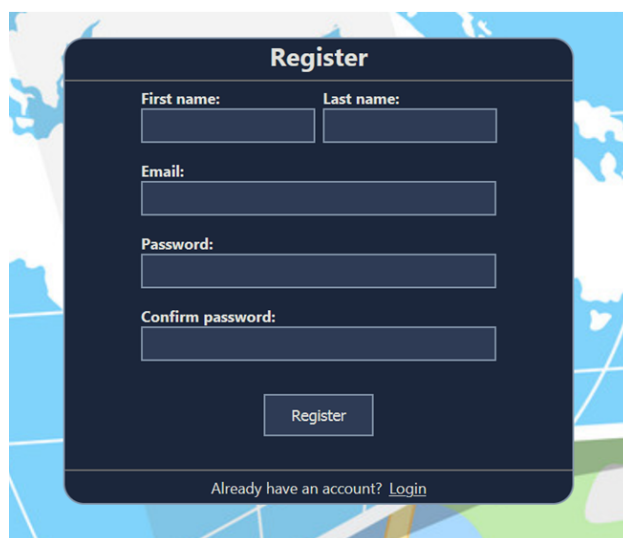 Register
First name: Last name:
Email:
Password:
Confirm password:
Register
Already have an account? Login